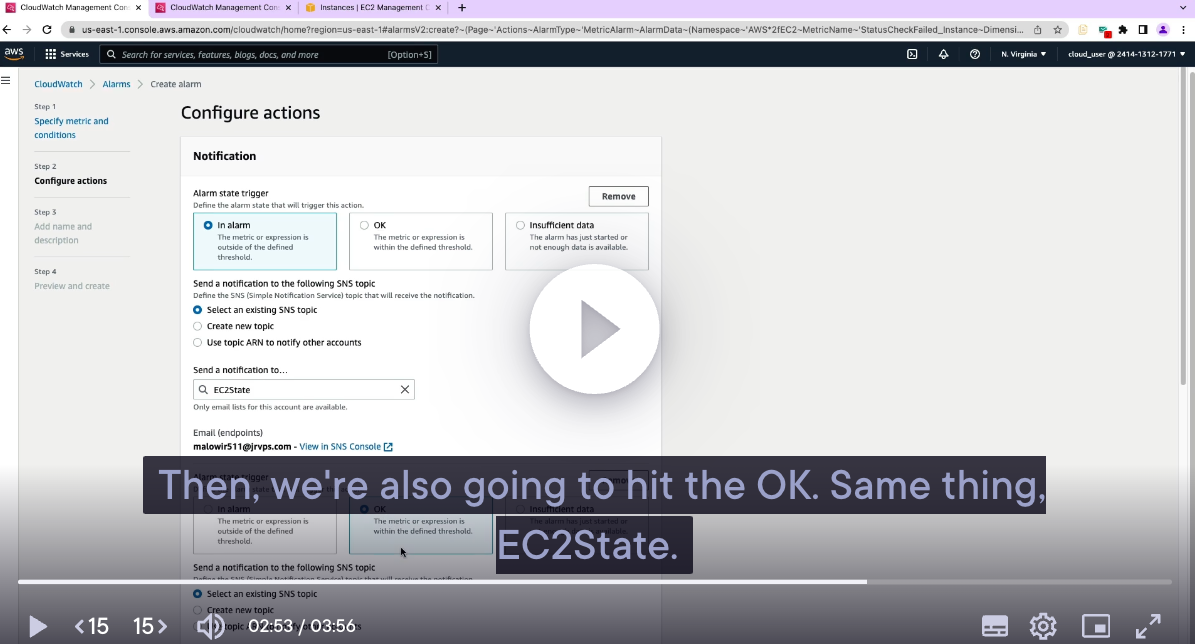 CloudWatch Management Con
CloudWatch Management Con
Instances | EC2 Management C
us-east-1.console.aws.amazon.com/cloudwatch/home?region=us-east-1#alarmsV2:create?~(Page~'Actions~AlarmType~'MetricAlarm~AlarmData~(Namespace~'AWS*2fEC2~MetricName~'StatusCheckFailed_Instance~Dimensi...
aws
Services
Search for services, features, blogs, docs, and more
[Option+S]
N. Virginia
cloud_user @ 2414-1312-1771
CloudWatch
Alarms
Create alarm
Step 1
Specify metric and
conditions
Step 2
Configure actions
Step 3
Add name and
description
Step 4
Preview and create
Configure actions
Notification
Alarm state trigger
Define the alarm state that will trigger this action.
Remove
In alarm
The metric or expression is
outside of the defined
threshold.
OK
The metric or expression is
within the defined threshold.
Insufficient data
The alarm has just started or
not enough data is available.
Send a notification to the following SNS topic
Define the SNS (Simple Notification Service) topic that will receive the notification.
Select an existing SNS topic
Create new topic
Use topic ARN to notify other accounts
Send a notification to...
EC2State
Only email lists for this account are available.
Email (endpoints)
malowir511@jrvps.com - View in SNS Console
Alarm state trigger
Then, we're also going to hit the OK. Same thing,
EC2State.
In alarm
The metric or expression is
outside of the defined
threshold.
OK
The metric or expression is
within the defined threshold.
Insufficient data
The alarm has just started or
not enough data is available.
Send a notification to the following SNS topic
Define the SNS (Simple Notification Service) topic that will receive the notification.
Select an existing SNS topic
Create new topic
15
15
02:53 / 03:56